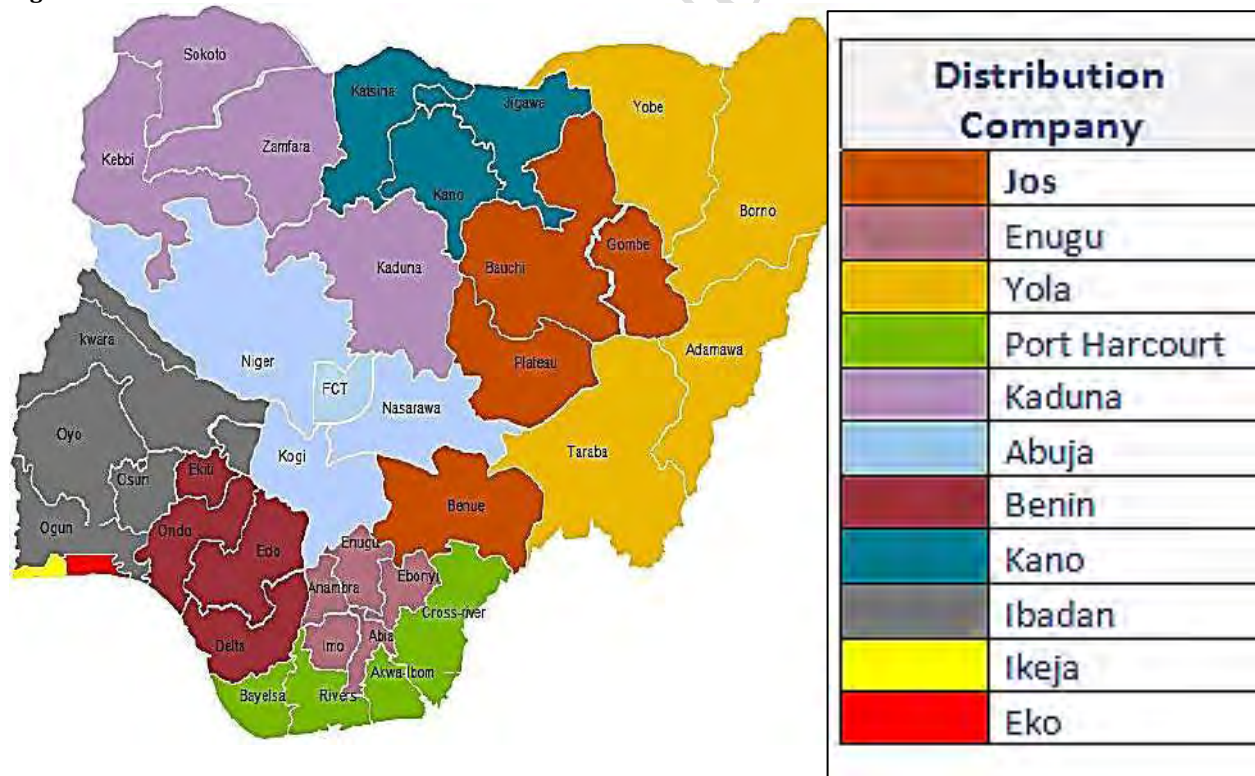 Sokoto
Katsina
Jigawa
Yobe
Kebbi
Zamfara
Kano
Borno
Kaduna
Bauchi
Gombe
Niger
Plateau
Adamawa
kwara
FCT
Nasarawa
Oyo
Kogi
Taraba
Osun
Ekiti
Benue
Ogun
Ondo
Edo
Enugu
Anambra
Ebonyi
Cross-river
Delta
Imo
Abia
Akwa-Ibom
Bayelsa
Rivers
Distribution
Company
Jos
Enugu
Yola
Port Harcourt
Kaduna
Abuja
Benin
Kano
Ibadan
Ikeja
Eko